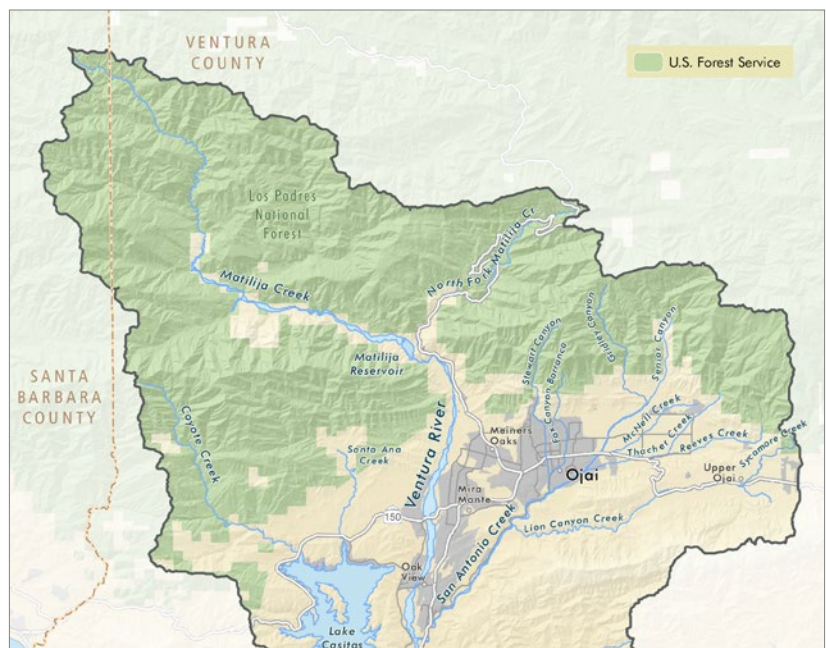 VENTURA
COUNTY
U.S. Forest Service
Los Padres
National
Forest
North Fork Matilija Cr
Matilija Creek
Gridley Canyon
Senior Canyon
Stewart Canyon
Fox Canyon Barranca
Matilija
Reservoir
SANTA
BARBARA
COUNTY
Coyote Creek
McNell Creek
Thacher Creek
Reeves Creek
Sycamore Creek
Meiners
Oaks
Santa Ana
Creek
Ventura River
Ojai
Upper
Ojai
Mira
Monte
150
Lion Canyon Creek
San Antonio Creek
Oak
View
Lake
Casitas